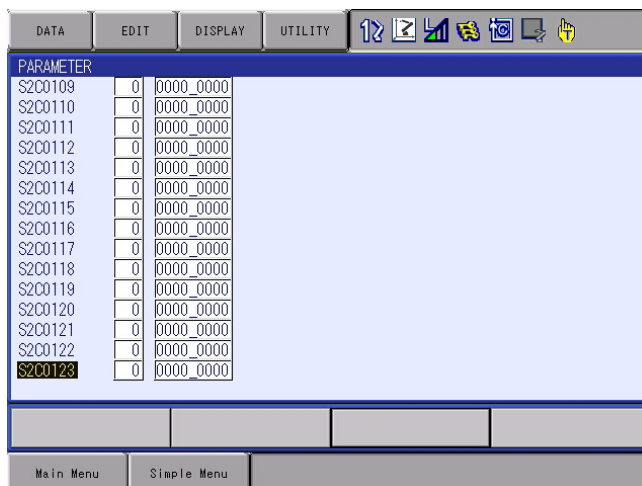 DATA EDIT DISPLAY UTILITY
PARAMETER
S2C0109 0 0000_0000
S2C0110 0 0000_0000
S2C0111 0 0000_0000
S2C0112 0 0000_0000
S2C0113 0 0000_0000
S2C0114 0 0000_0000
S2C0115 0 0000_0000
S2C0116 0 0000_0000
S2C0117 0 0000_0000
S2C0118 0 0000_0000
S2C0119 0 0000_0000
S2C0120 0 0000_0000
S2C0121 0 0000_0000
S2C0122 0 0000_0000
S2C0123 0 0000_0000
Main Menu Simple Menu